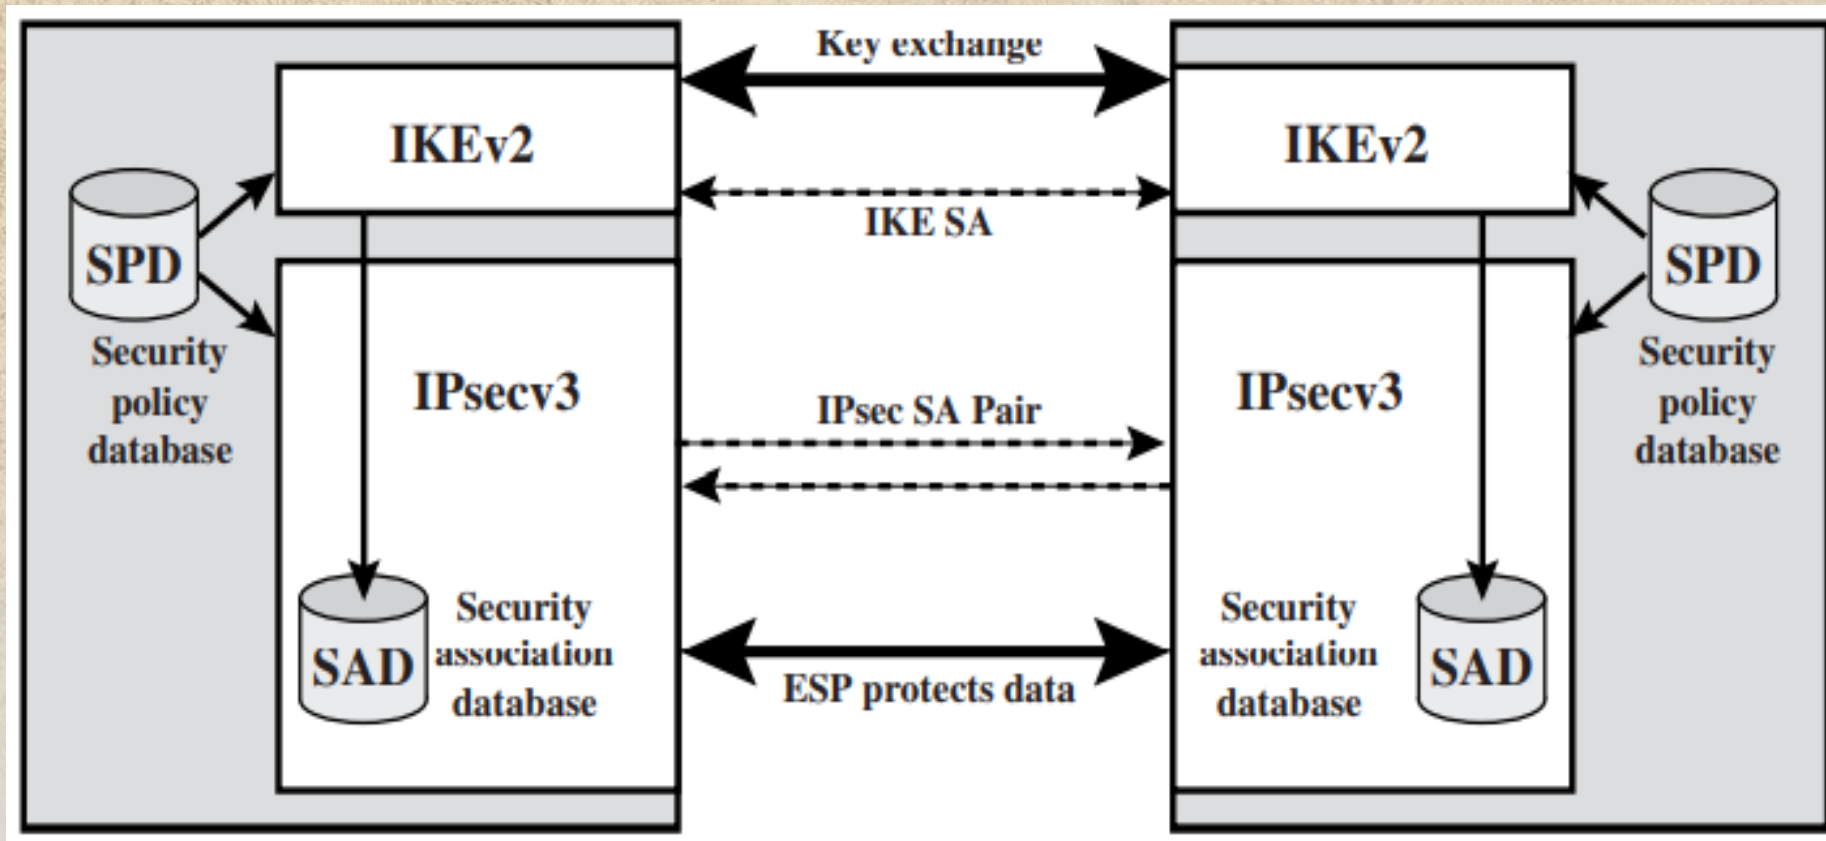 Key exchange
IKEv2
IKEv2
IKE SA
SPD
Security
policy
database
SPD
Security
policy
database
IPsecv3
IPsec SA Pair
IPsecv3
SAD
Security
association
database
ESP protects data
Security
association
database
SAD